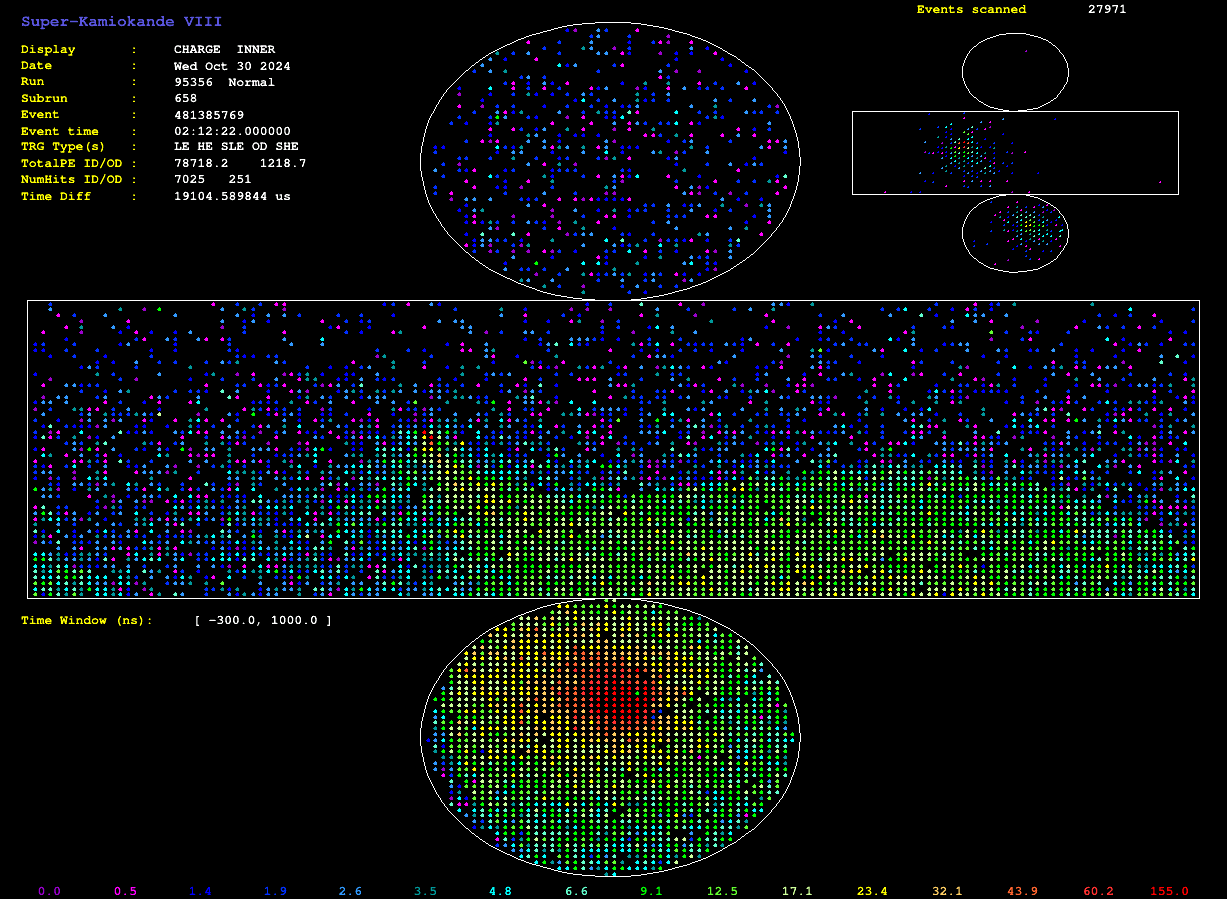 Super-Kamiokande VIII
Events scanned 27971
Display : CHARGE INNER
Date : Wed Oct 30 2024
Run : 95356 Normal
Subrun : 658
Event : 481385769
Event time : 02:12:22.000000
TRG Type(s) : LE HE SLE OD SHE
TotalPE ID/OD : 78718.2 1218.7
NumHits ID/OD : 7025 251
Time Diff : 19104.589844 us
Time Window (ns): [ -300.0, 1000.0 ]
0.0 0.5 1.4 1.9 2.6 3.5 4.8 6.6 9.1 12.5 17.1 23.4 32.1 43.9 60.2 155.0